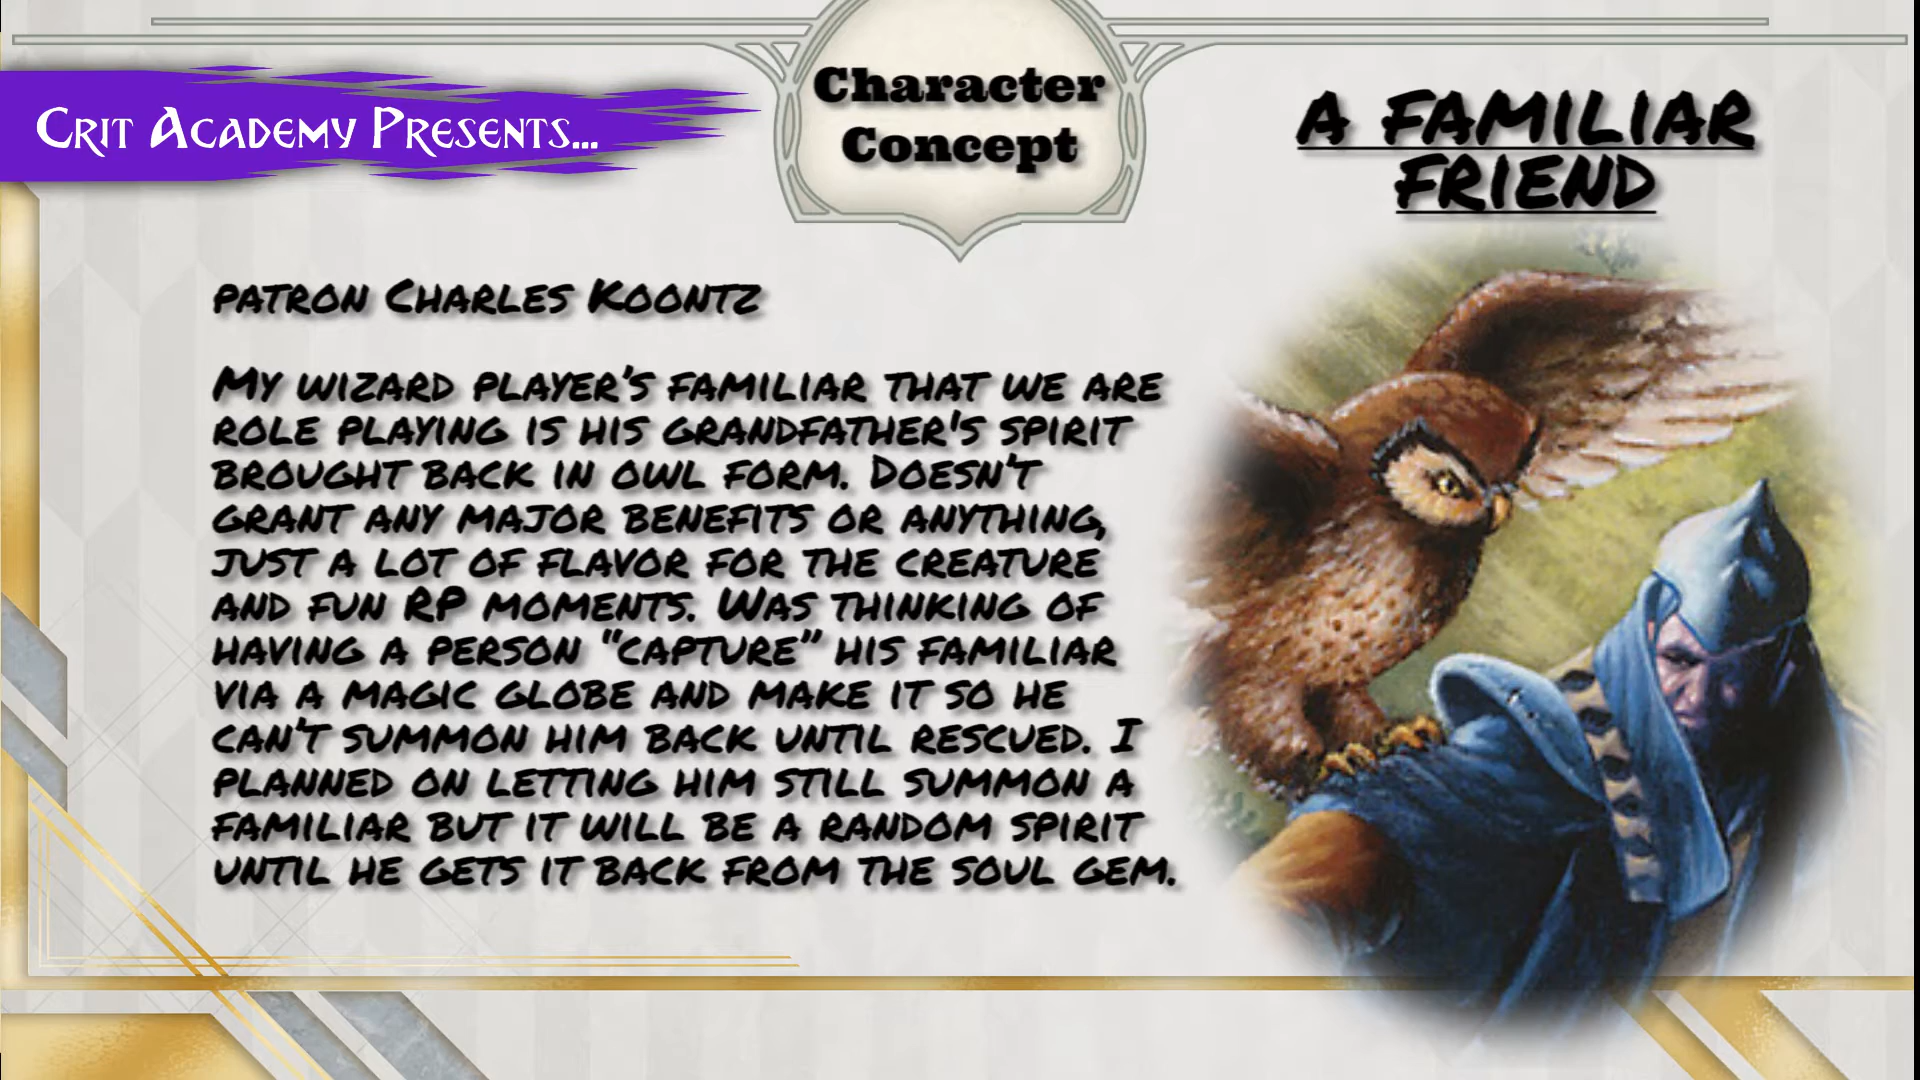 Crit Academy Presents...
Character
Concept
A Familiar
Friend
patron Charles Koontz
My wizard player's familiar that we are
role playing is his grandfather's spirit
brought back in owl form. Doesn't
grant any major benefits or anything,
just a lot of flavor for the creature
and fun RP moments. Was thinking of
having a person "capture" his familiar
via a magic globe and make it so he
can't summon him back until rescued. I
planned on letting him still summon a
familiar but it will be a random spirit
until he gets it back from the soul gem.